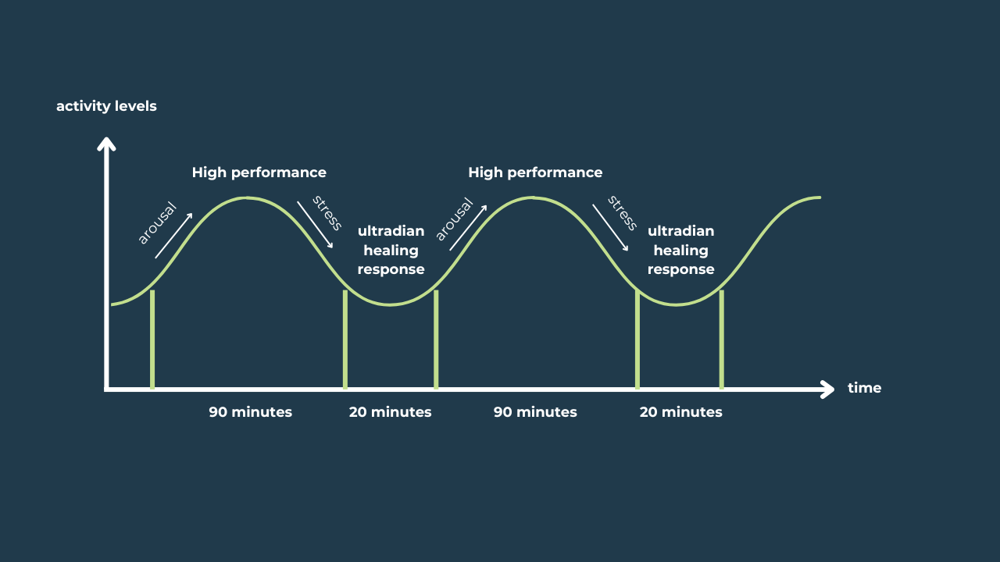 activity levels
High performance
High performance
arousal
stress
arousal
stress
ultradian
healing
response
ultradian
healing
response
time
90 minutes
20 minutes
90 minutes
20 minutes